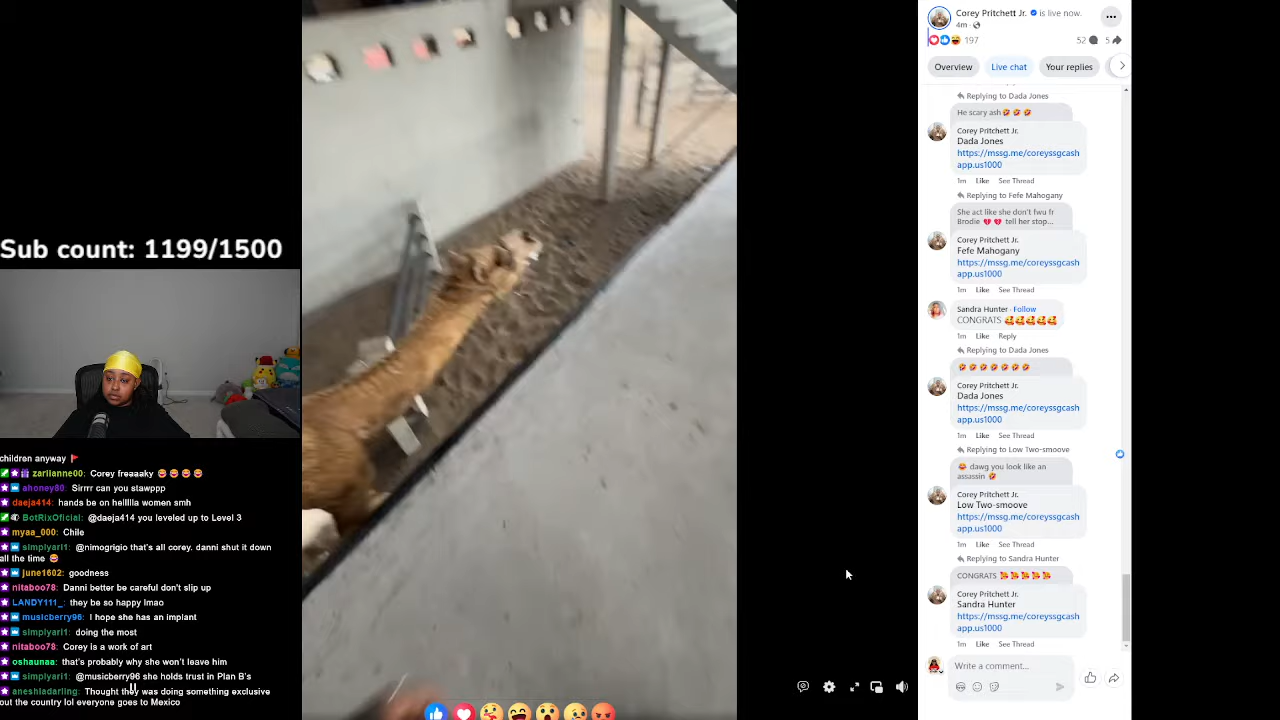 Sub count: 1199/1500
children anyway 🚩
zarlianne00: Corey freaaaky 😂 😂 😂 😂
ahoney80: Sirrrr can you stawppp
daeja414: hands be on hellllla women smh
BotRixOficial: @daeja414 you leveled up to Level 3
myaa_000: Chile
simplyari1: @nimogrigio that's all corey. danni shut it down
all the time 😂
june1602: goodness
nitaboo78: Danni better be careful don't slip up
LANDY111_: they be so happy lmao
musicberry96: I hope she has an implant
simplyari1: doing the most
nitaboo78: Corey is a work of art
oshaunaa: that's probably why she won't leave him
simplyari1: @musicberry96 she holds trust in Plan B's
aneshladarling: Thought they was doing something exclusive
out the country lol everyone goes to Mexico
Corey Pritchett Jr. is live now.
4m
197
52
5
Overview
Live chat
Your replies
Replying to Dada Jones
He scary ash🤣 🤣 🤣
Corey Pritchett Jr.
Dada Jones
https://mssg.me/coreyssgcash
app.us1000
1m Like See Thread
Replying to Fefe Mahogany
She act like she don't fwu fr
Brodie 💔 💔 tell her stop...
Corey Pritchett Jr.
Fefe Mahogany
https://mssg.me/coreyssgcash
app.us1000
1m Like See Thread
Sandra Hunter · Follow
CONGRATS 🥰🥰🥰🥰🥰
1m Like Reply
Replying to Dada Jones
🤣 🤣 🤣 🤣 🤣 🤣 🤣
Corey Pritchett Jr.
Dada Jones
https://mssg.me/coreyssgcash
app.us1000
1m Like See Thread
Replying to Low Two-smoove
😂 dawg you look like an
assassin 🤣
Corey Pritchett Jr.
Low Two-smoove
https://mssg.me/coreyssgcash
app.us1000
1m Like See Thread
Replying to Sandra Hunter
CONGRATS 🥰🥰🥰🥰🥰
Corey Pritchett Jr.
Sandra Hunter
https://mssg.me/coreyssgcash
app.us1000
1m Like See Thread
Write a comment...